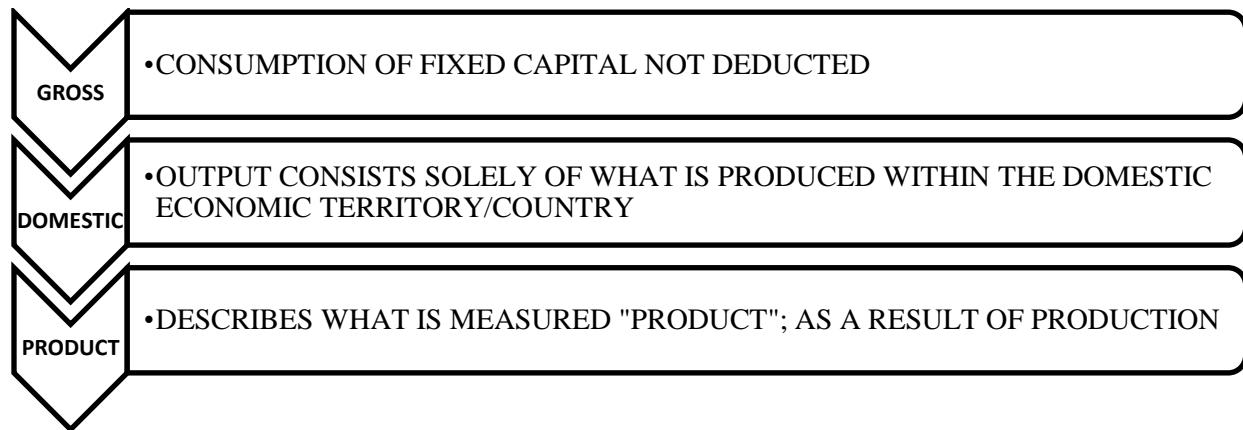 GROSS
•CONSUMPTION OF FIXED CAPITAL NOT DEDUCTED
DOMESTIC
•OUTPUT CONSISTS SOLELY OF WHAT IS PRODUCED WITHIN THE DOMESTIC
ECONOMIC TERRITORY/COUNTRY
PRODUCT
•DESCRIBES WHAT IS MEASURED "PRODUCT"; AS A RESULT OF PRODUCTION